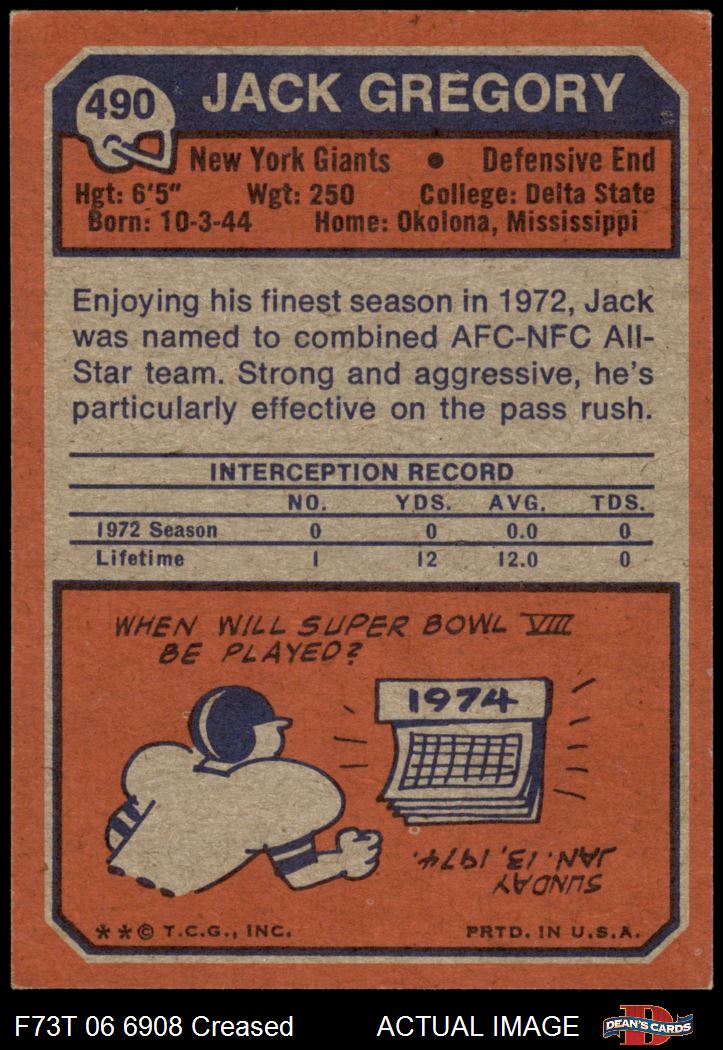 490
JACK GREGORY
New York Giants • Defensive End
Hgt: 6'5" Wgt: 250 College: Delta State
Born: 10-3-44 Home: Okolona, Mississippi
Enjoying his finest season in 1972, Jack
was named to combined AFC-NFC All-
Star team. Strong and aggressive, he's
particularly effective on the pass rush.
INTERCEPTION RECORD
NO. YDS. AVG. TDS.
1972 Season 0 0 0.0 0
Lifetime 1 12 12.0 0
WHEN WILL SUPER BOWL VIII
BE PLAYED?
1974
SUNDAY
JAN. 13, 1974.
**© T.C.G., INC. PRTD. IN U.S.A.
F73T 06 6908 Creased ACTUAL IMAGE
D
DEAN'S CARDS